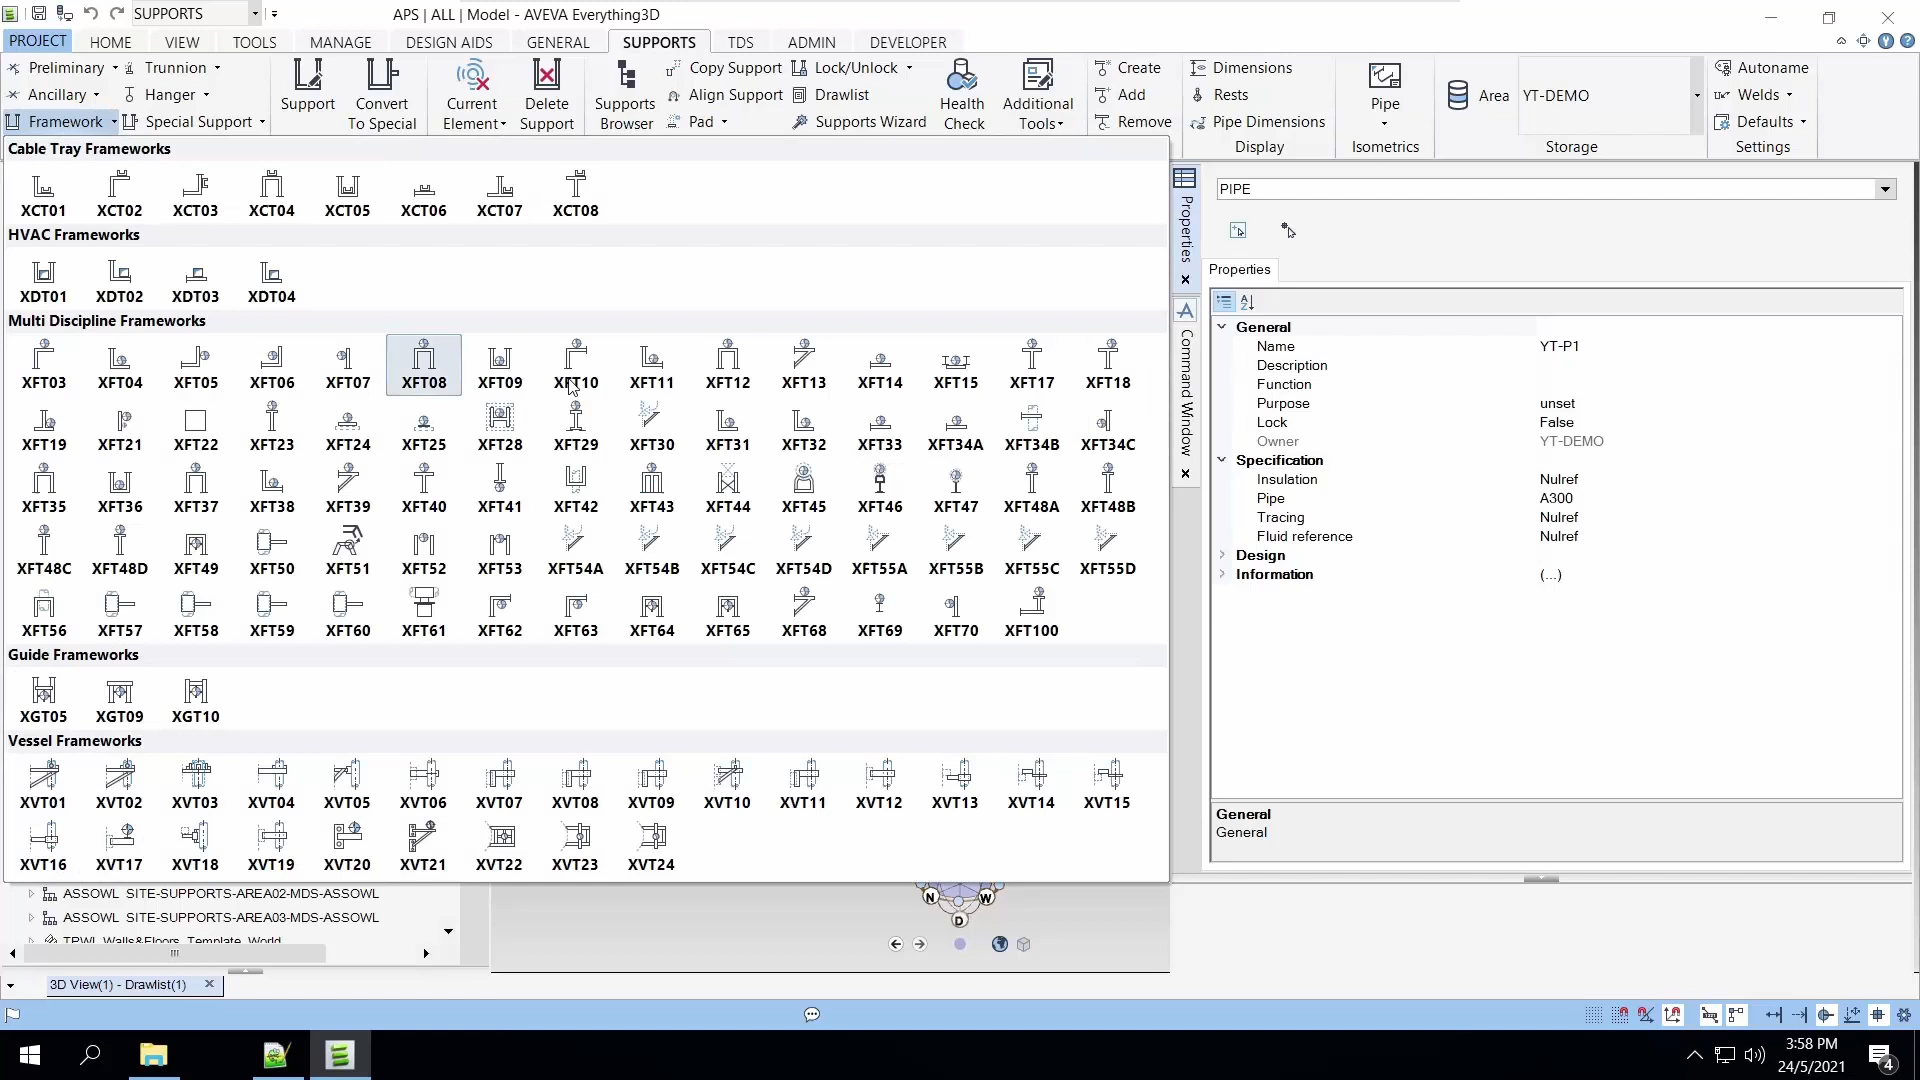 SUPPORTS
APS | ALL | Model - AVEVA Everything3D
PROJECT HOME VIEW TOOLS MANAGE DESIGN AIDS GENERAL SUPPORTS TDS ADMIN DEVELOPER
Preliminary Trunnion
Ancillary Hanger
Framework Special Support
Support
Convert To Special
Current Element
Delete Support
Supports Browser
Copy Support
Align Support
Pad
Lock/Unlock
Drawlist
Supports Wizard
Health Check
Additional Tools
Create
Add
Remove
Dimensions
Rests
Pipe Dimensions
Display
Pipe
Isometrics
Area YT-DEMO
Storage
Autoname
Welds
Defaults
Settings
Cable Tray Frameworks
XCT01 XCT02 XCT03 XCT04 XCT05 XCT06 XCT07 XCT08
HVAC Frameworks
XDT01 XDT02 XDT03 XDT04
Multi Discipline Frameworks
XFT03 XFT04 XFT05 XFT06 XFT07 XFT08 XFT09 XFT10 XFT11 XFT12 XFT13 XFT14 XFT15 XFT17 XFT18
XFT19 XFT21 XFT22 XFT23 XFT24 XFT25 XFT28 XFT29 XFT30 XFT31 XFT32 XFT33 XFT34A XFT34B XFT34C
XFT35 XFT36 XFT37 XFT38 XFT39 XFT40 XFT41 XFT42 XFT43 XFT44 XFT45 XFT46 XFT47 XFT48A XFT48B
XFT48C XFT48D XFT49 XFT50 XFT51 XFT52 XFT53 XFT54A XFT54B XFT54C XFT54D XFT55A XFT55B XFT55C XFT55D
XFT56 XFT57 XFT58 XFT59 XFT60 XFT61 XFT62 XFT63 XFT64 XFT65 XFT68 XFT69 XFT70 XFT100
Guide Frameworks
XGT05 XGT09 XGT10
Vessel Frameworks
XVT01 XVT02 XVT03 XVT04 XVT05 XVT06 XVT07 XVT08 XVT09 XVT10 XVT11 XVT12 XVT13 XVT14 XVT15
XVT16 XVT17 XVT18 XVT19 XVT20 XVT21 XVT22 XVT23 XVT24
ASSOWL SITE-SUPPORTS-AREA02-MDS-ASSOWL
ASSOWL SITE-SUPPORTS-AREA03-MDS-ASSOWL
TPWL Walls&Floors_Template_World
N W
D
3D View(1) - Drawlist(1)
Properties
Command Window
PIPE
Properties
General
Name YT-P1
Description
Function
Purpose unset
Lock False
Owner YT-DEMO
Specification
Insulation Nulref
Pipe A300
Tracing Nulref
Fluid reference Nulref
Design
Information (...)
General
General
3:58 PM
24/5/2021
4